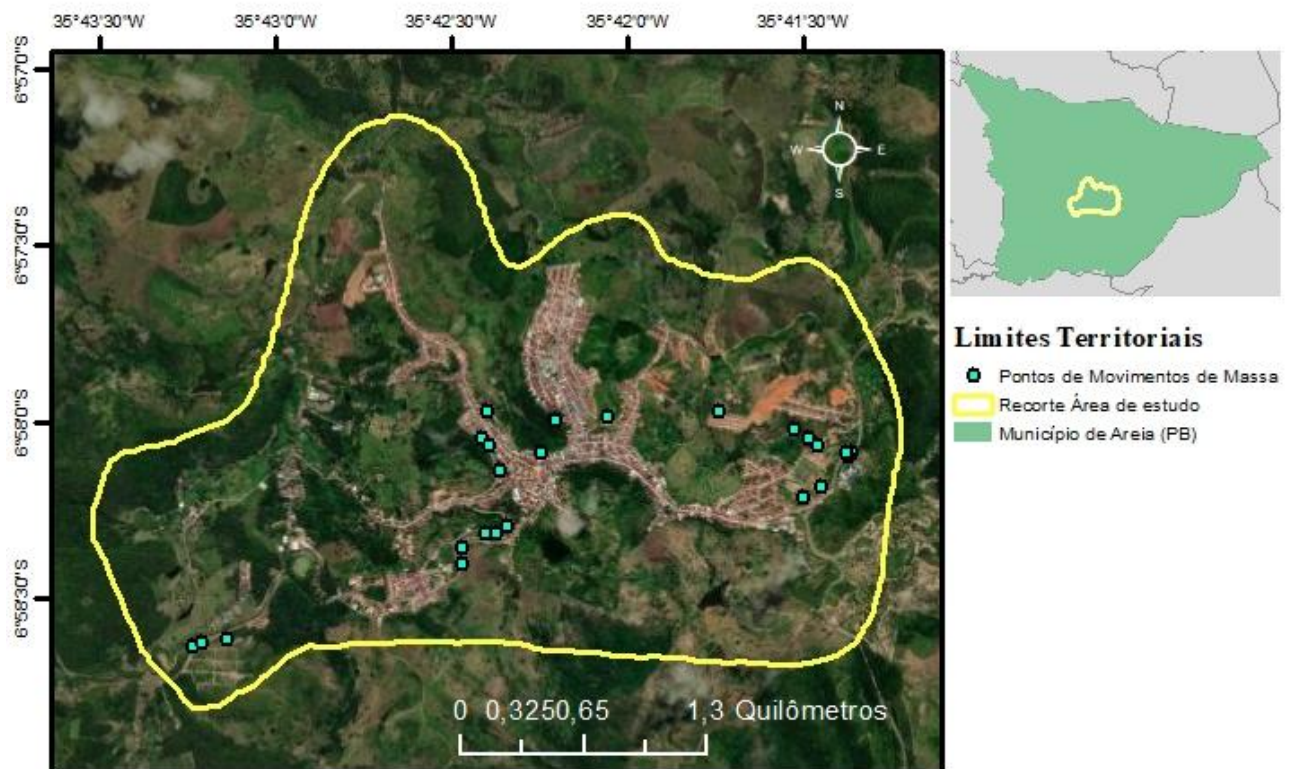 35°43'30"W 35°43'0"W 35°42'30"W 35°42'0"W 35°41'30"W
6°57'0"S
6°57'30"S
6°58'0"S
6°58'30"S
N
W E
S
0 0,3250,65 1,3 Quilômetros
Limites Territoriais
Pontos de Movimentos de Massa
Recorte Área de estudo
Município de Areia (PB)